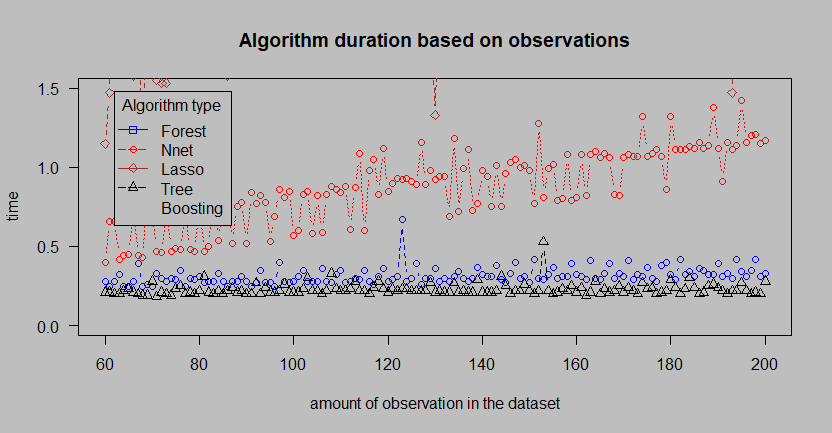 Algorithm duration based on observations
time
1.5
1.0
0.5
0.0
Algorithm type
Forest
Nnet
Lasso
Tree
Boosting
60
80
100
120
140
160
180
200
amount of observation in the dataset